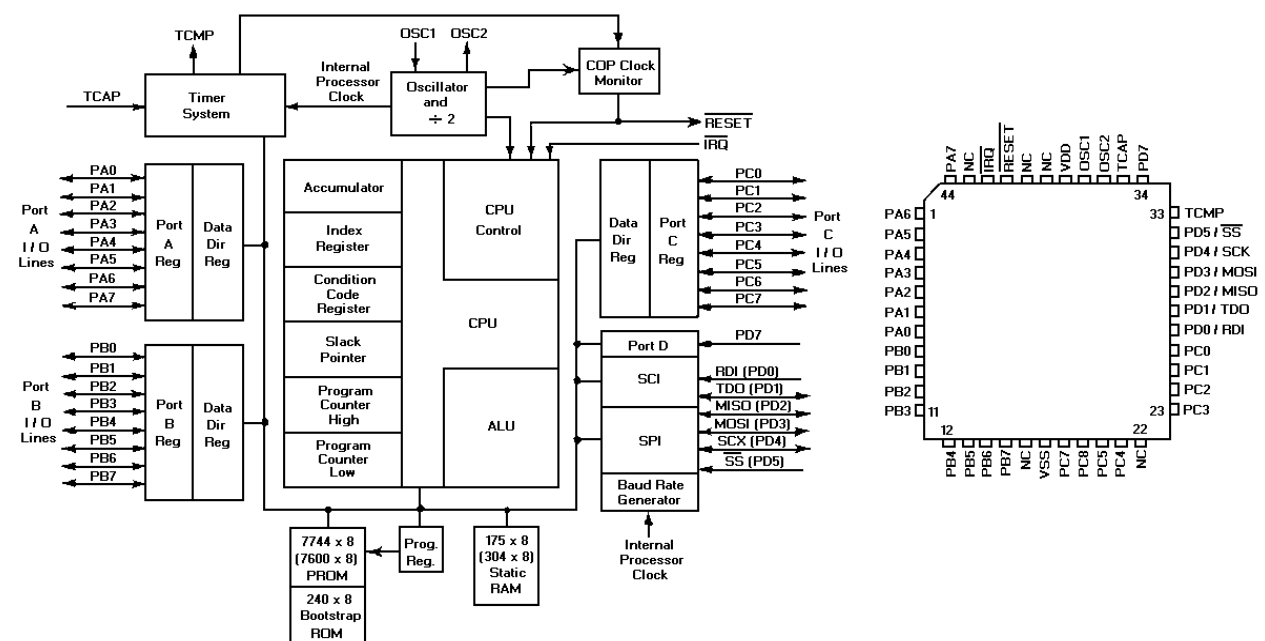 TCMP
OSC1
OSC2
COP Clock
Monitor
Internal
Processor
Clock
Oscillator
and
÷ 2
TCAP
Timer
System
RESET
IRQ
Port
A
I / O
Lines
PA0
PA1
PA2
PA3
PA4
PA5
PA6
PA7
Port
A
Reg
Data
Dir
Reg
Port
B
I / O
Lines
PB0
PB1
PB2
PB3
PB4
PB5
PB6
PB7
Port
B
Reg
Data
Dir
Reg
Accumulator
Index
Register
Condition
Code
Register
Slack
Pointer
Program
Counter
High
Program
Counter
Low
CPU
Control
CPU
ALU
Data
Dir
Reg
Port
C
Reg
PC0
PC1
PC2
PC3
PC4
PC5
PC6
PC7
Port
C
I / O
Lines
Port D
SCI
SPI
Baud Rate
Generator
PD7
RDI (PD0)
TDO (PD1)
MISO (PD2)
MOSI (PD3)
SCX (PD4)
SS (PD5)
Internal
Processor
Clock
7744 x 8
(7600 x 8)
PROM
240 x 8
Bootstrap
ROM
Prog.
Reg.
175 x 8
(304 x 8)
Static
RAM
PA7
NC
IRQ
RESET
NC
NC
VDD
OSC1
OSC2
TCAP
PD7
44
34
PA6
PA5
PA4
PA3
PA2
PA1
PA0
PB0
PB1
PB2
PB3
1
11
33
23
TCMP
PD5 / SS
PD4 / SCK
PD3 / MOSI
PD2 / MISO
PD1 / TDO
PD0 / RDI
PC0
PC1
PC2
PC3
12
22
PB4
PB5
PB6
PB7
NC
VSS
PC7
PC8
PC5
PC4
NC